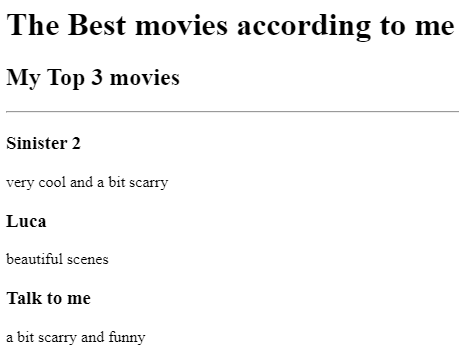 The Best movies according to me
My Top 3 movies
Sinister 2
very cool and a bit scarry
Luca
beautiful scenes
Talk to me
a bit scarry and funny